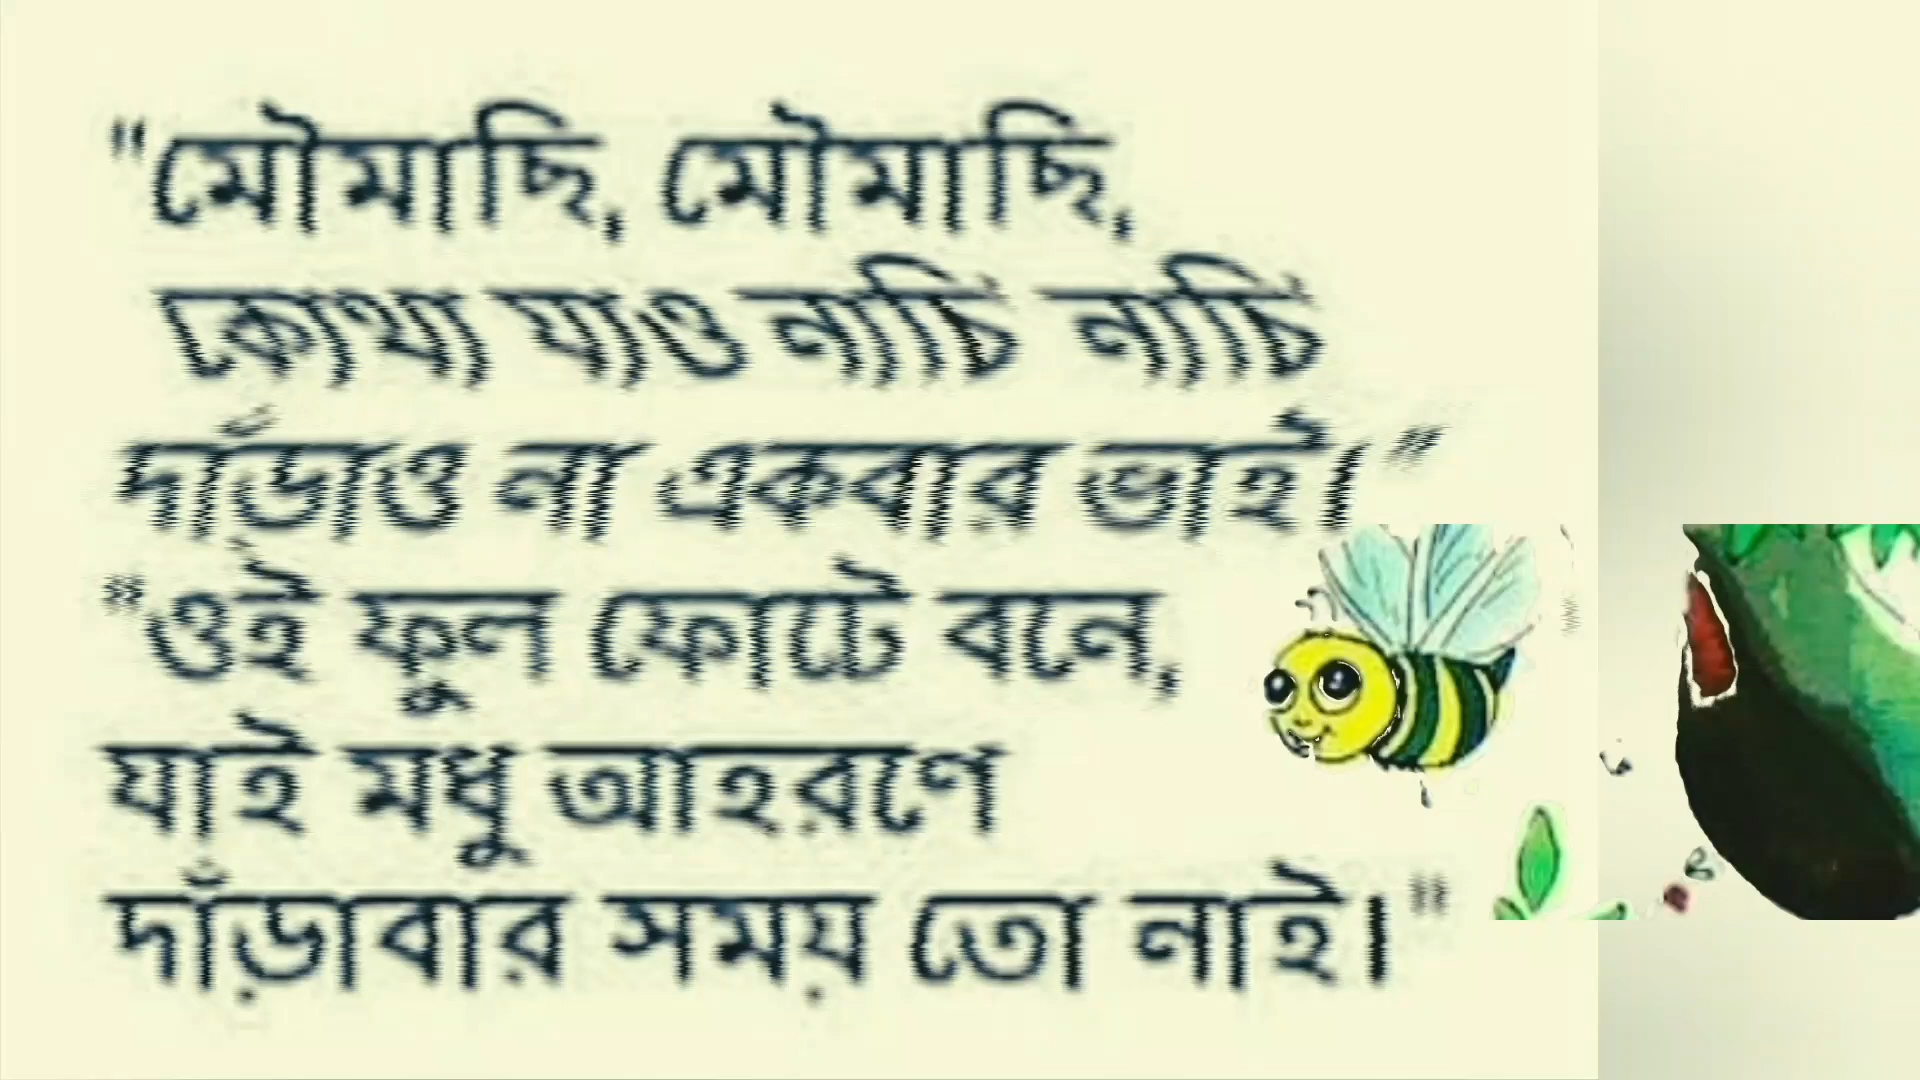 "মৌমাছি, মৌমাছি,
কোথা যাও নাচি নাচি
দাঁড়াও না একবার ভাই।"
"ওই ফুল ফোটে বনে,
যাই মধু আহরণে
দাঁড়াবার সময় তো নাই।"